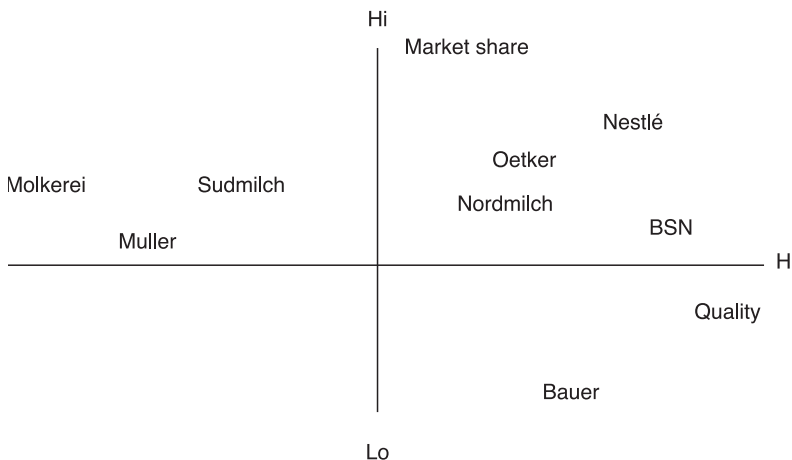 Hi
Market share
Nestlé
Oetker
Molkerei
Sudmilch
Nordmilch
BSN
Muller
H
Quality
Bauer
Lo